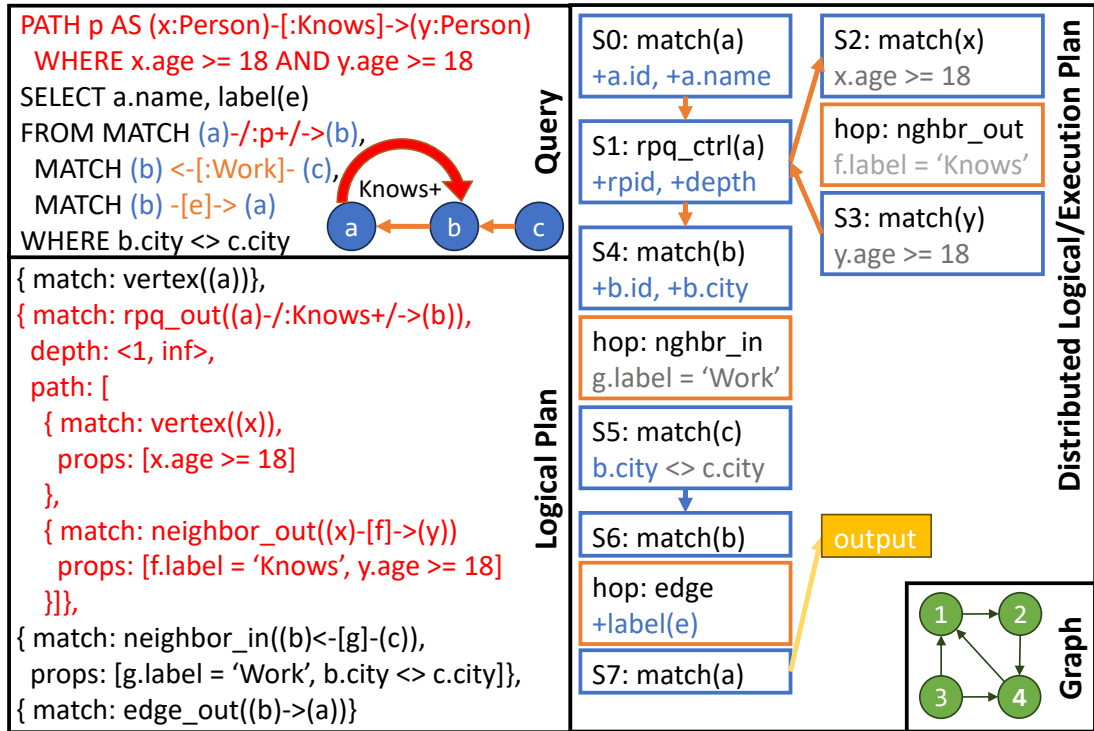 PATH p AS (x:Person)-[:Knows]->(y:Person)
WHERE x.age >= 18 AND y.age >= 18
SELECT a.name, label(e)
FROM MATCH (a)-/:p+/->(b),
MATCH (b) <-[:Work]- (c),
MATCH (b) -[e]-> (a)
WHERE b.city <> c.city
Knows+
a
b
c
Query
{ match: vertex((a))},
{ match: rpq_out((a)-/:Knows+/->(b)),
depth: <1, inf>,
path: [
{ match: vertex((x)),
props: [x.age >= 18]
},
{ match: neighbor_out((x)-[f]->(y))
props: [f.label = ‘Knows’, y.age >= 18]
}]},
{ match: neighbor_in((b)<-[g]-(c)),
props: [g.label = ‘Work’, b.city <> c.city]},
{ match: edge_out((b)->(a))}
Logical Plan
S0: match(a)
+a.id, +a.name
S1: rpq_ctrl(a)
+rpid, +depth
S4: match(b)
+b.id, +b.city
hop: nghbr_in
g.label = ‘Work’
S5: match(c)
b.city <> c.city
S6: match(b)
hop: edge
+label(e)
S7: match(a)
S2: match(x)
x.age >= 18
hop: nghbr_out
f.label = ‘Knows’
S3: match(y)
y.age >= 18
output
Distributed Logical/Execution Plan
1
2
3
4
Graph